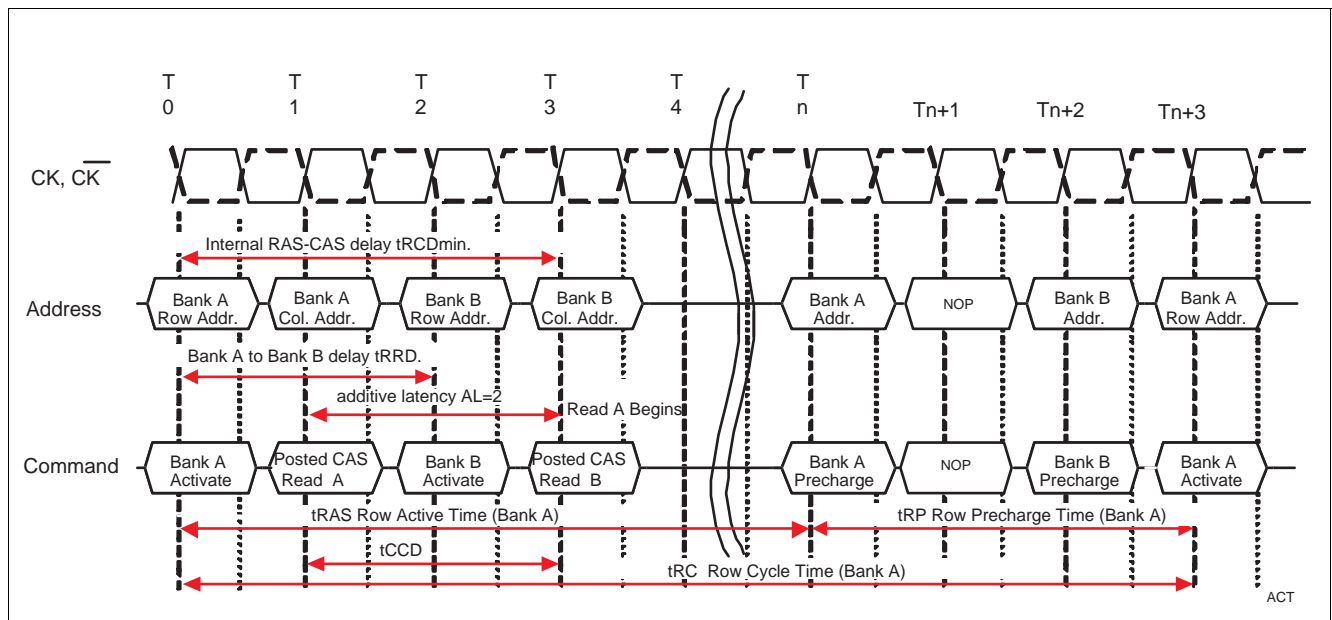 T T T T T T
0 1 2 3 4 n Tn+1 Tn+2 Tn+3
CK, CK
Internal RAS-CAS delay tRCDmin.
Address
Bank A
Row Addr.
Bank A
Col. Addr.
Bank B
Row Addr.
Bank B
Col. Addr.
Bank A
Addr.
NOP
Bank B
Addr.
Bank A
Row Addr.
Bank A to Bank B delay tRRD.
additive latency AL=2
Read A Begins
Command
Bank A
Activate
Posted CAS
Read A
Bank B
Activate
Posted CAS
Read B
Bank A
Precharge
NOP
Bank B
Precharge
Bank A
Activate
tRAS Row Active Time (Bank A)
tRP Row Precharge Time (Bank A)
tCCD
tRC Row Cycle Time (Bank A)
ACT